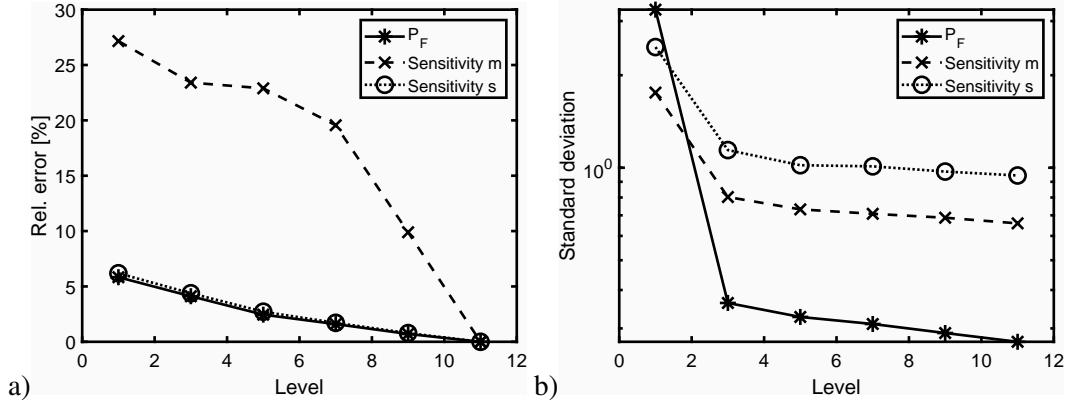 30
25
20
15
10
5
0
Rel. error [%]
0 2 4 6 8 10 12
Level
P_F
Sensitivity m
Sensitivity s
a)
10^0
Standard deviation
0 2 4 6 8 10 12
Level
P_F
Sensitivity m
Sensitivity s
b)